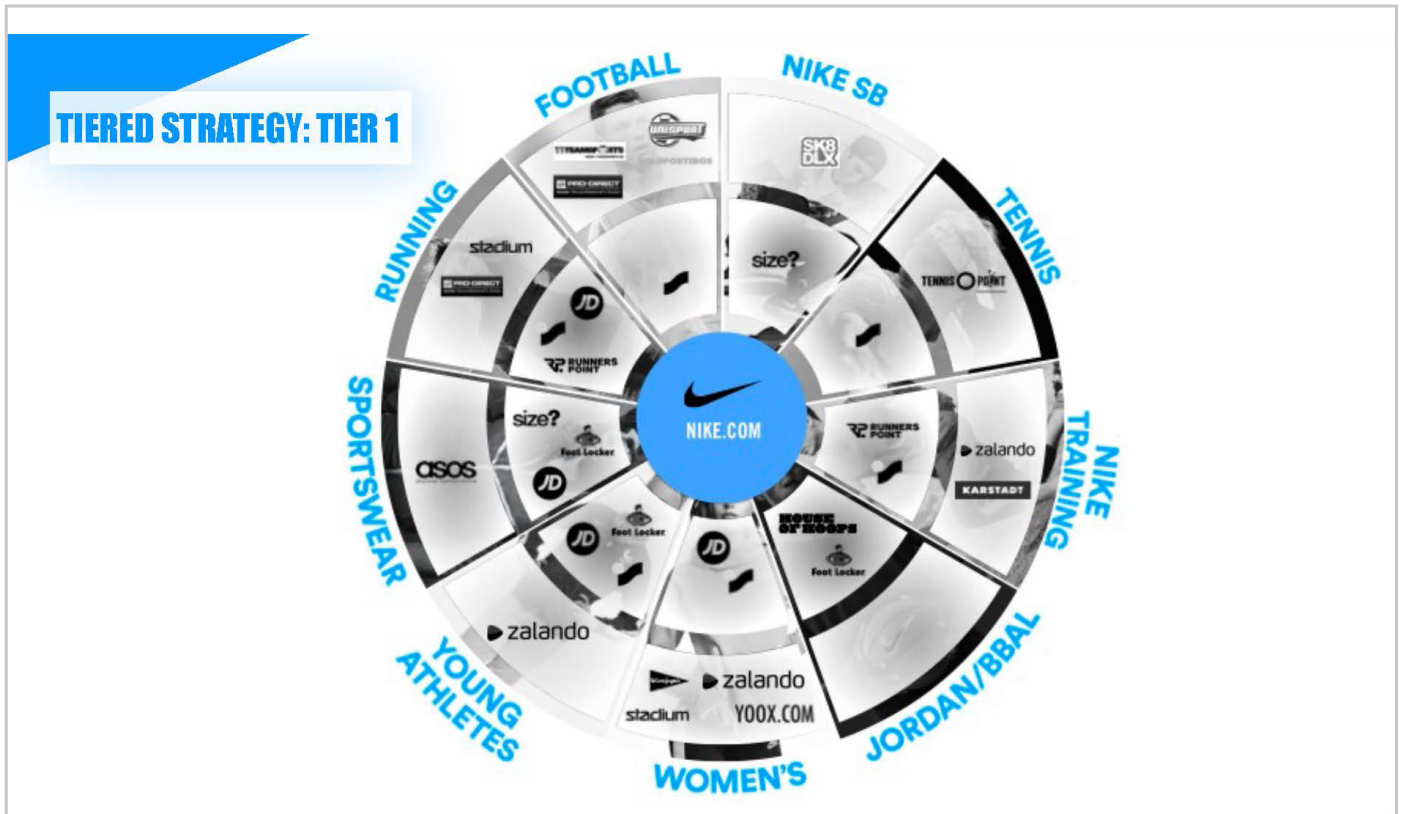 TIERED STRATEGY: TIER 1
FOOTBALL
NIKE SB
TENNIS
NIKE
TRAINING
JORDAN/BBAL
WOMEN'S
YOUNG
ATHLETES
SPORTSWEAR
RUNNING
UNISPORT
11TEAMSPORTS
PRO-DIRECT
SK8
DLX
size?
TENNIS POINT
stadium
PRO-DIRECT
JD
RUNNERS
POINT
NIKE.COM
RUNNERS
POINT
zalando
KARSTADT
size?
Foot Locker
JD
asos
HOUSE
OF HOOPS
Foot Locker
JD
Foot Locker
zalando
JD
zalando
stadium
YOOX.COM